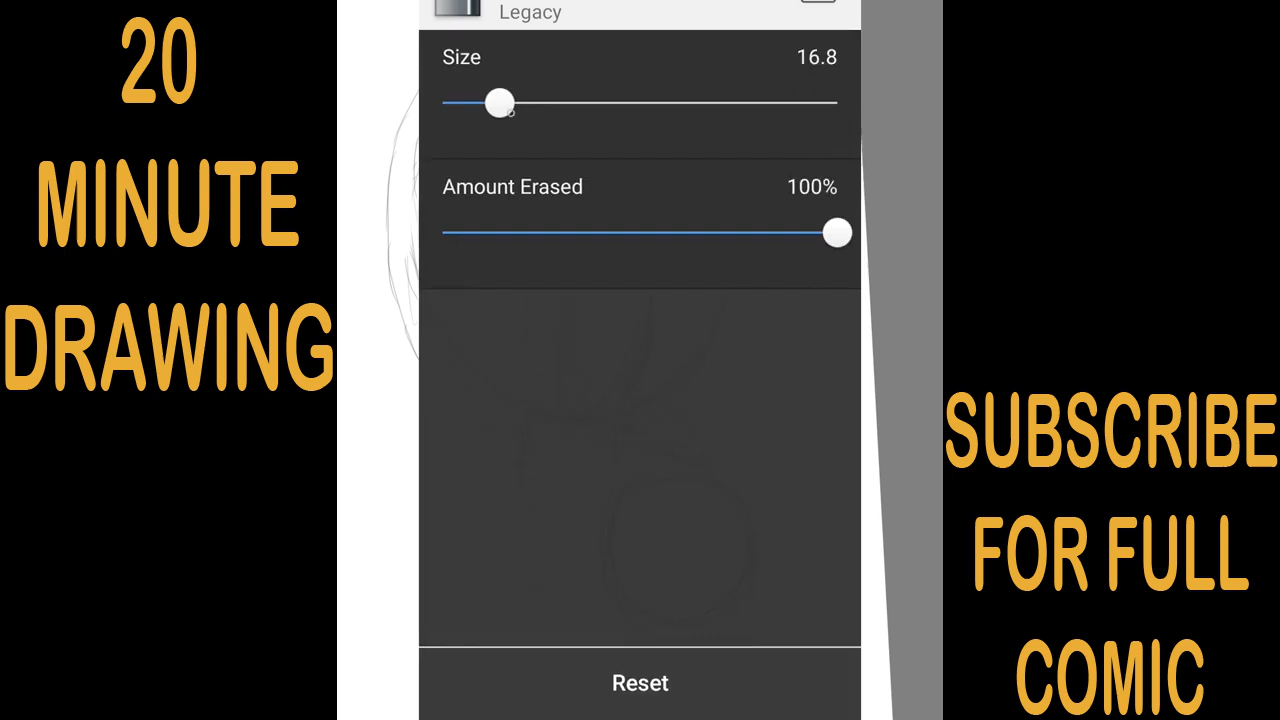 20
MINUTE
DRAWING
Legacy
Size 16.8
Amount Erased 100%
Reset
SUBSCRIBE
FOR FULL
COMIC